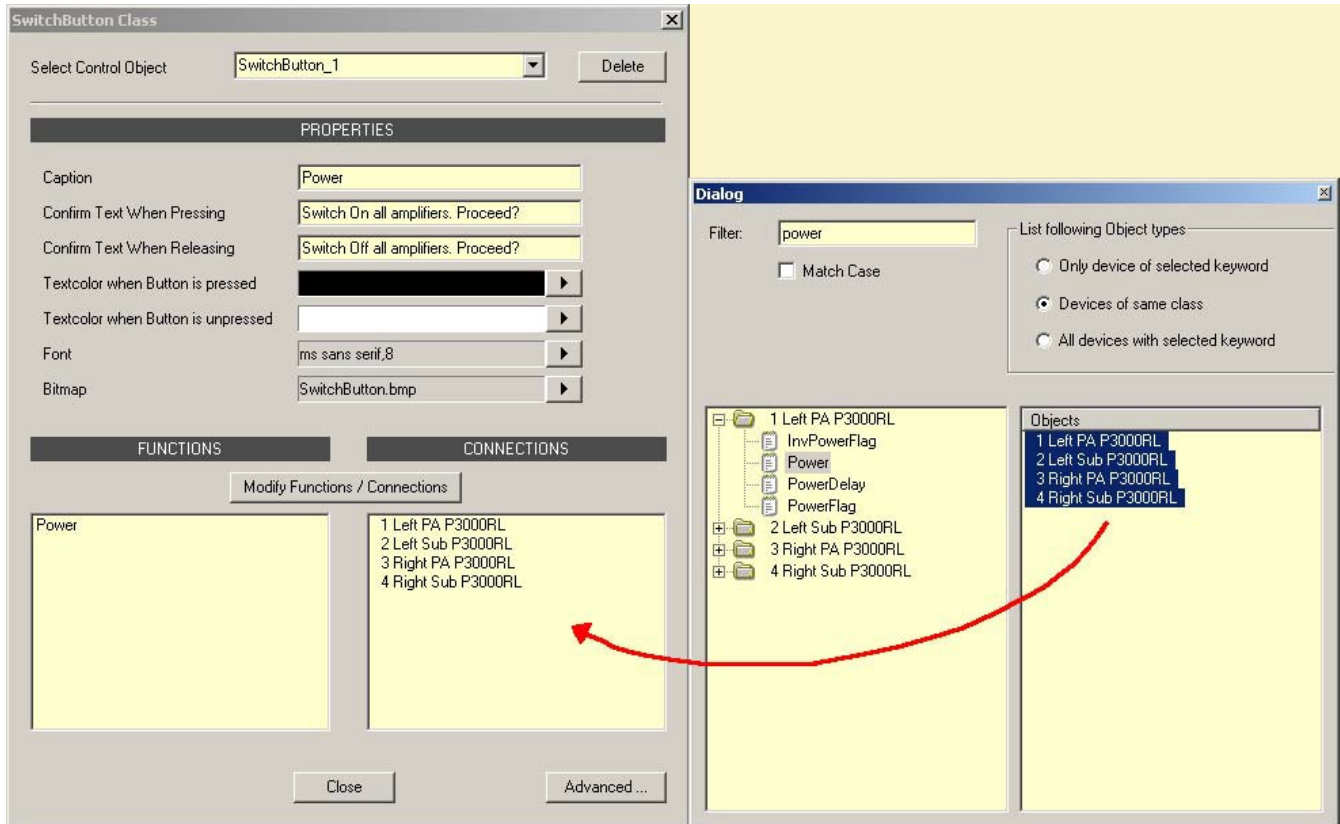 SwitchButton Class
Select Control Object
SwitchButton_1
Delete
PROPERTIES
Caption
Power
Confirm Text When Pressing
Switch On all amplifiers. Proceed?
Confirm Text When Releasing
Switch Off all amplifiers. Proceed?
Textcolor when Button is pressed
Textcolor when Button is unpressed
Font
ms sans serif,8
Bitmap
SwitchButton.bmp
FUNCTIONS
CONNECTIONS
Modify Functions / Connections
Power
1 Left PA P3000RL
2 Left Sub P3000RL
3 Right PA P3000RL
4 Right Sub P3000RL
Close
Advanced ...
Dialog
Filter:
power
Match Case
List following Object types
Only device of selected keyword
Devices of same class
All devices with selected keyword
1 Left PA P3000RL
InvPowerFlag
Power
PowerDelay
PowerFlag
2 Left Sub P3000RL
3 Right PA P3000RL
4 Right Sub P3000RL
Objects
1 Left PA P3000RL
2 Left Sub P3000RL
3 Right PA P3000RL
4 Right Sub P3000RL